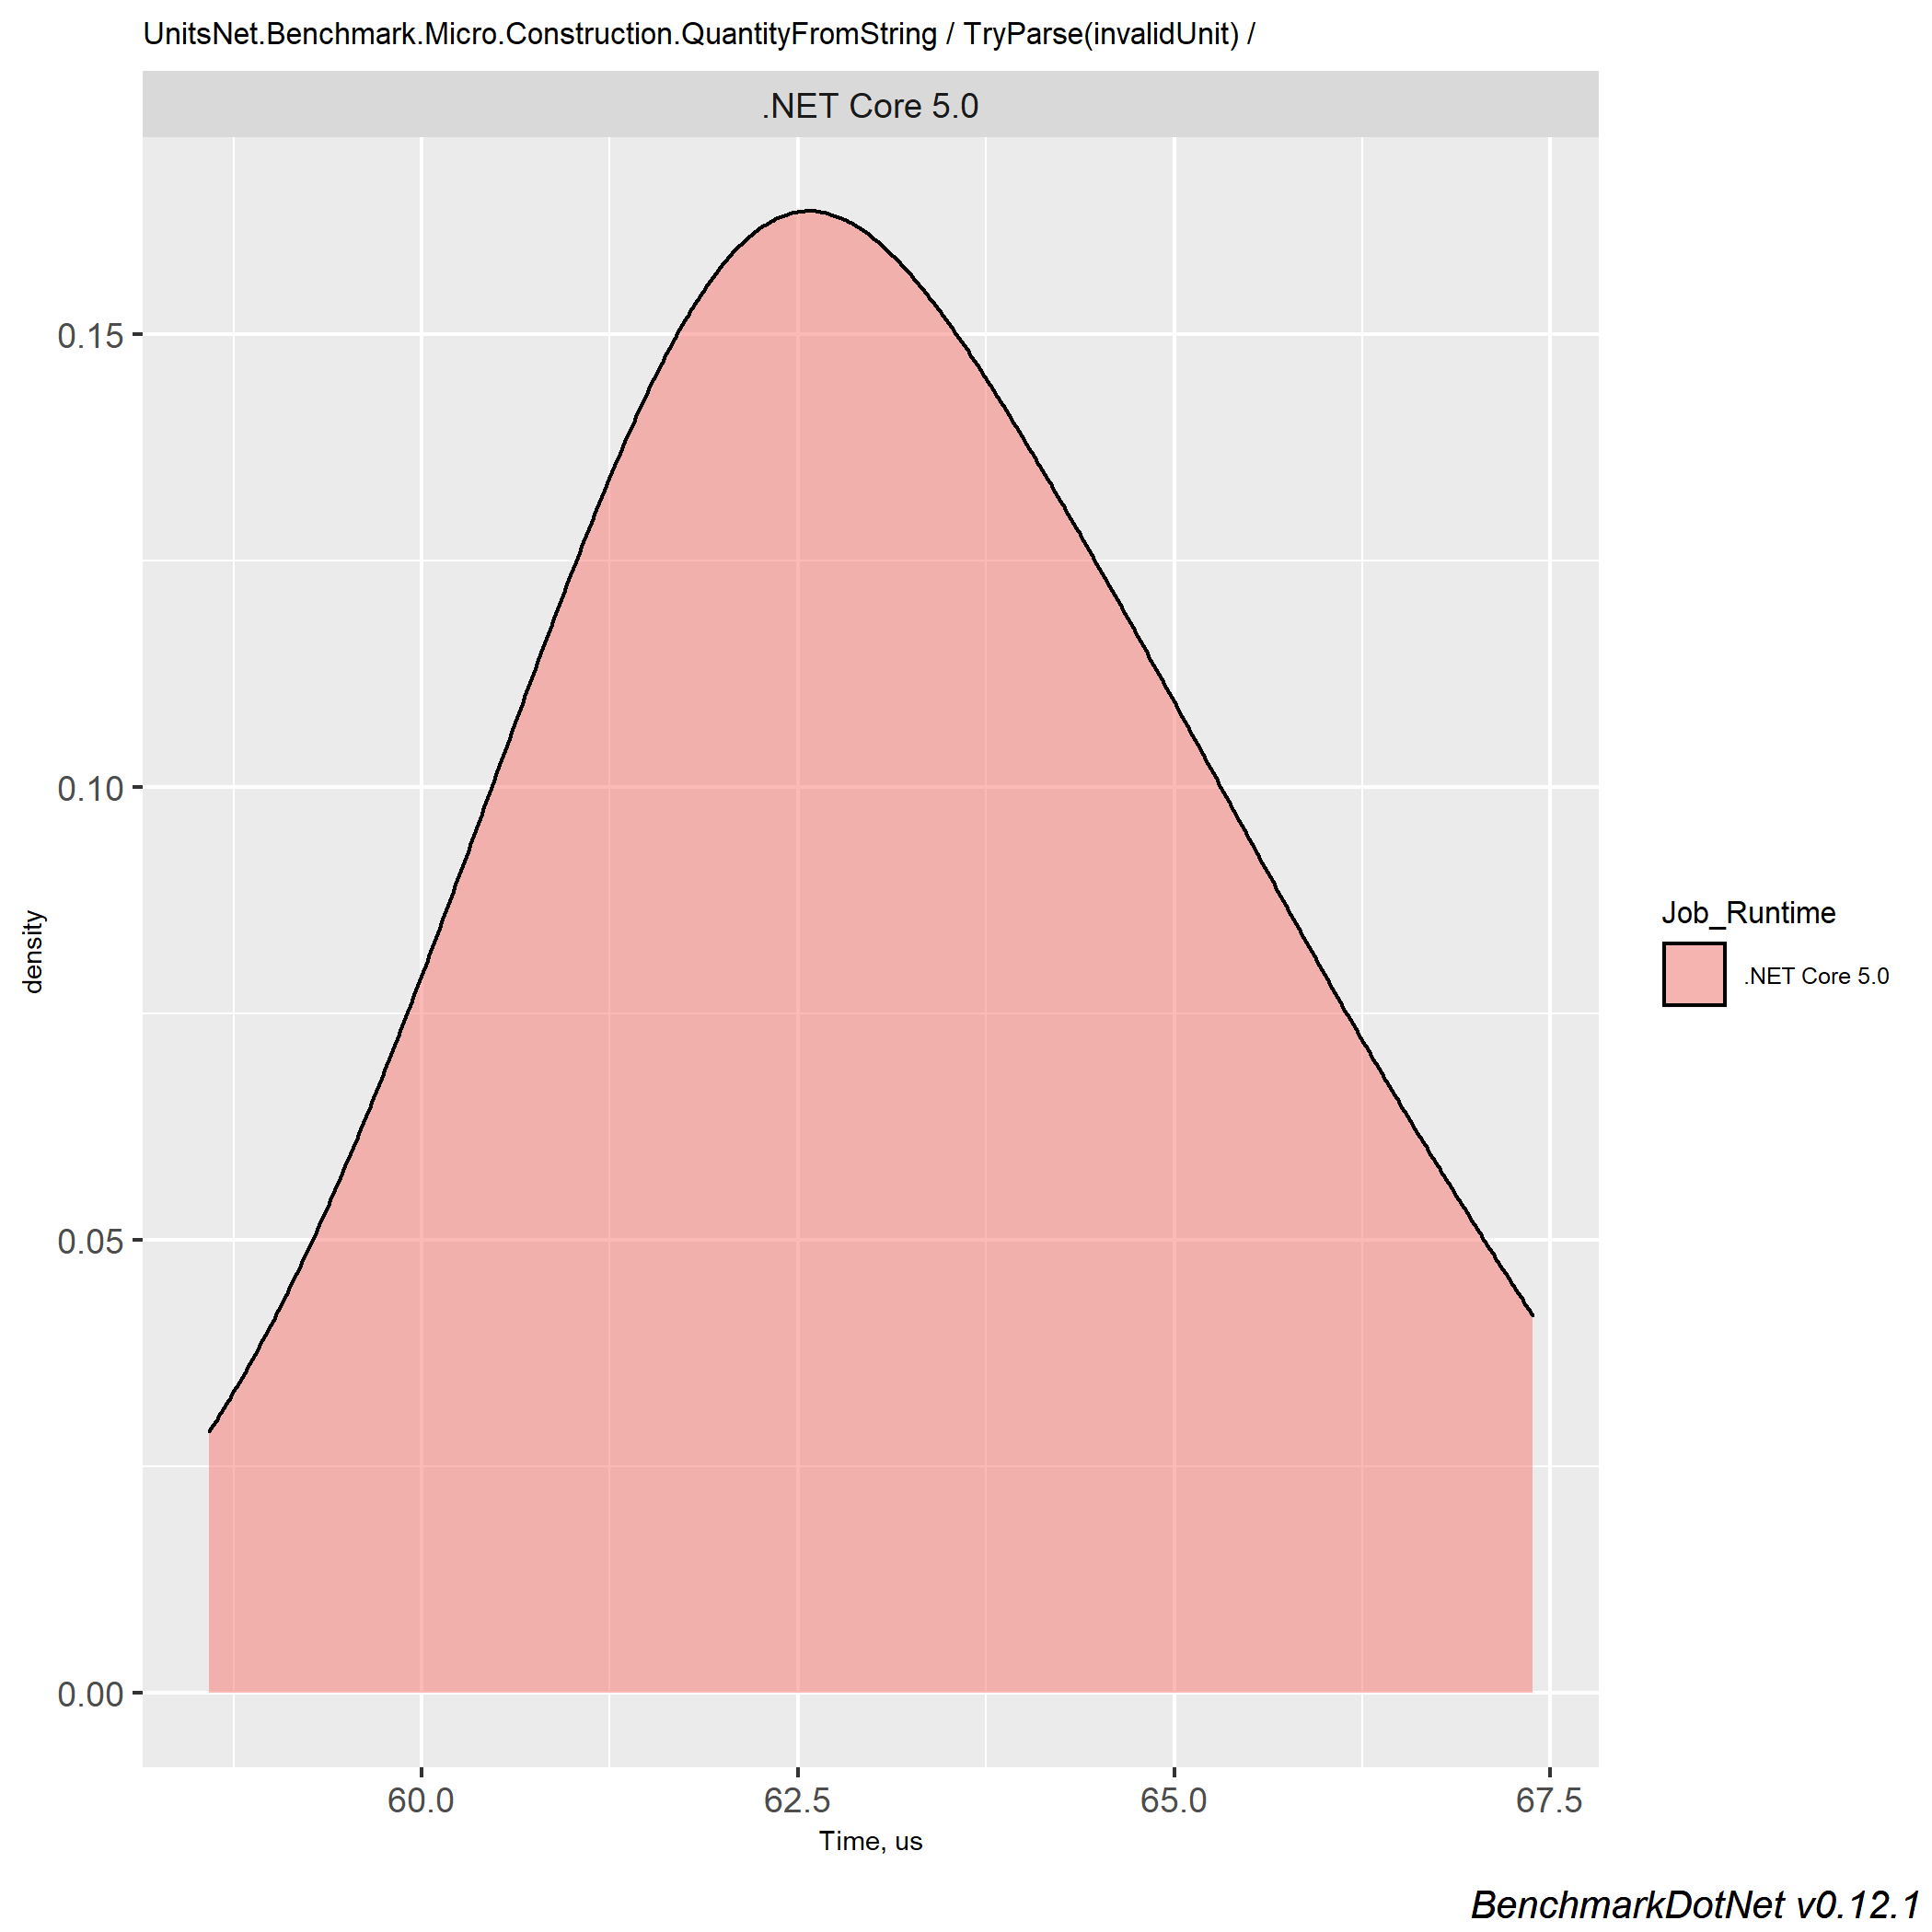 UnitsNet.Benchmark.Micro.Construction.QuantityFromString / TryParse(invalidUnit) /
.NET Core 5.0
0.15
0.10
0.05
0.00
density
60.0 62.5 65.0 67.5
Time, us
Job_Runtime
.NET Core 5.0
BenchmarkDotNet v0.12.1